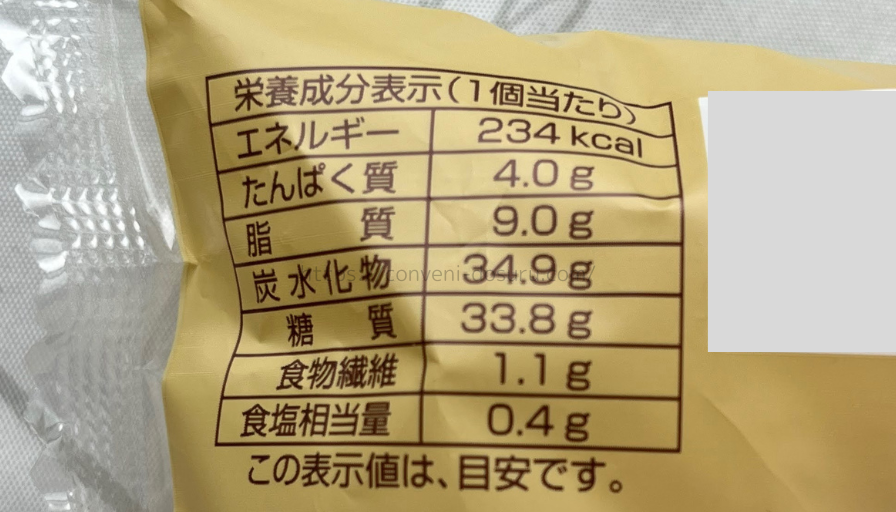 栄養成分表示(1個当たり)
エネルギー 234 kcal
たんぱく質 4.0 g
脂質 9.0 g
炭水化物 34.9 g
糖質 33.8 g
食物繊維 1.1 g
食塩相当量 0.4 g
この表示値は、目安です。